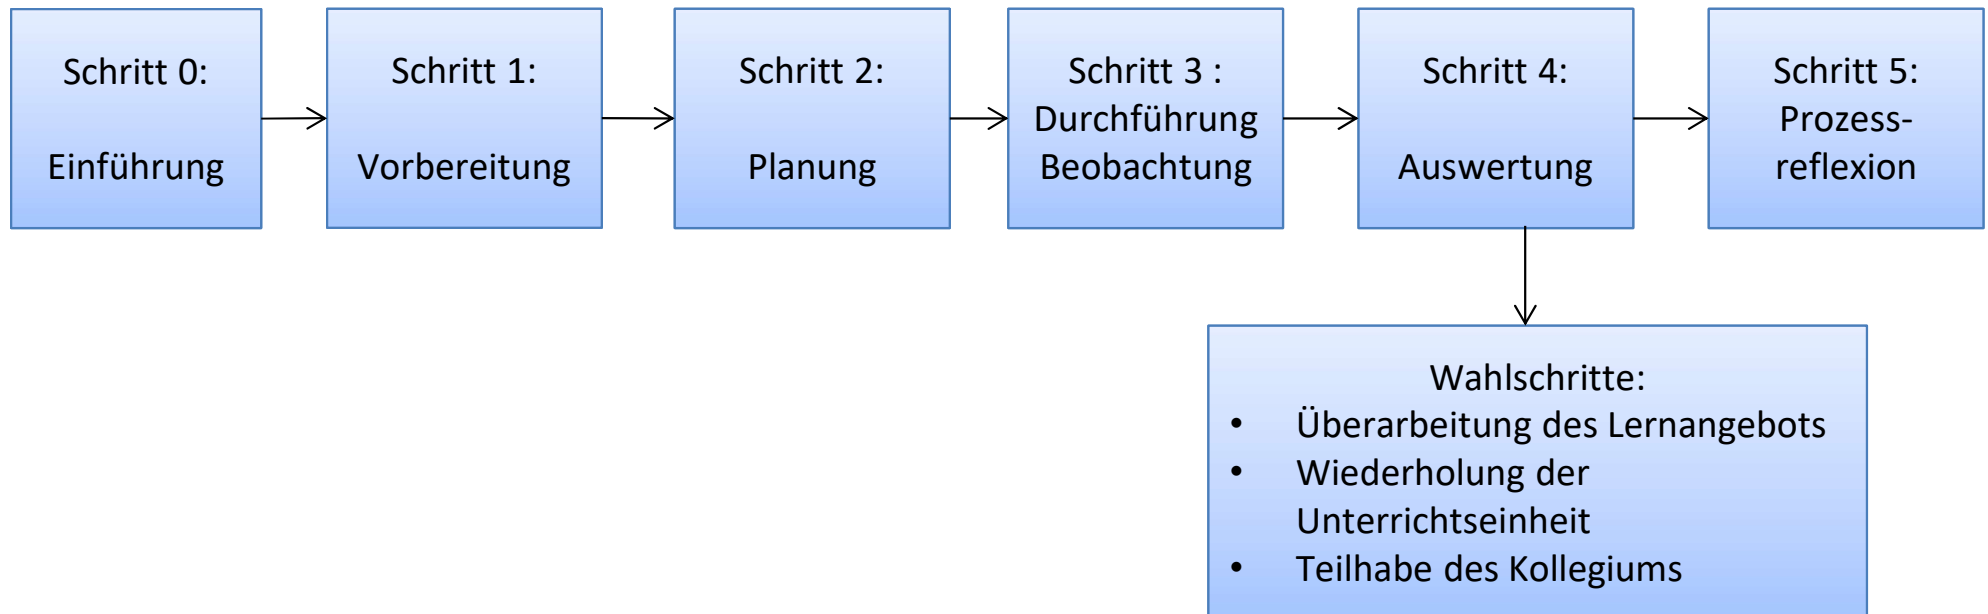 Schritt 0:
Einführung
Schritt 1:
Vorbereitung
Schritt 2:
Planung
Schritt 3 :
Durchführung
Beobachtung
Schritt 4:
Auswertung
Schritt 5:
Prozess-
reflexion
Wahlschritte:
• Überarbeitung des Lernangebots
• Wiederholung der
Unterrichtseinheit
• Teilhabe des Kollegiums